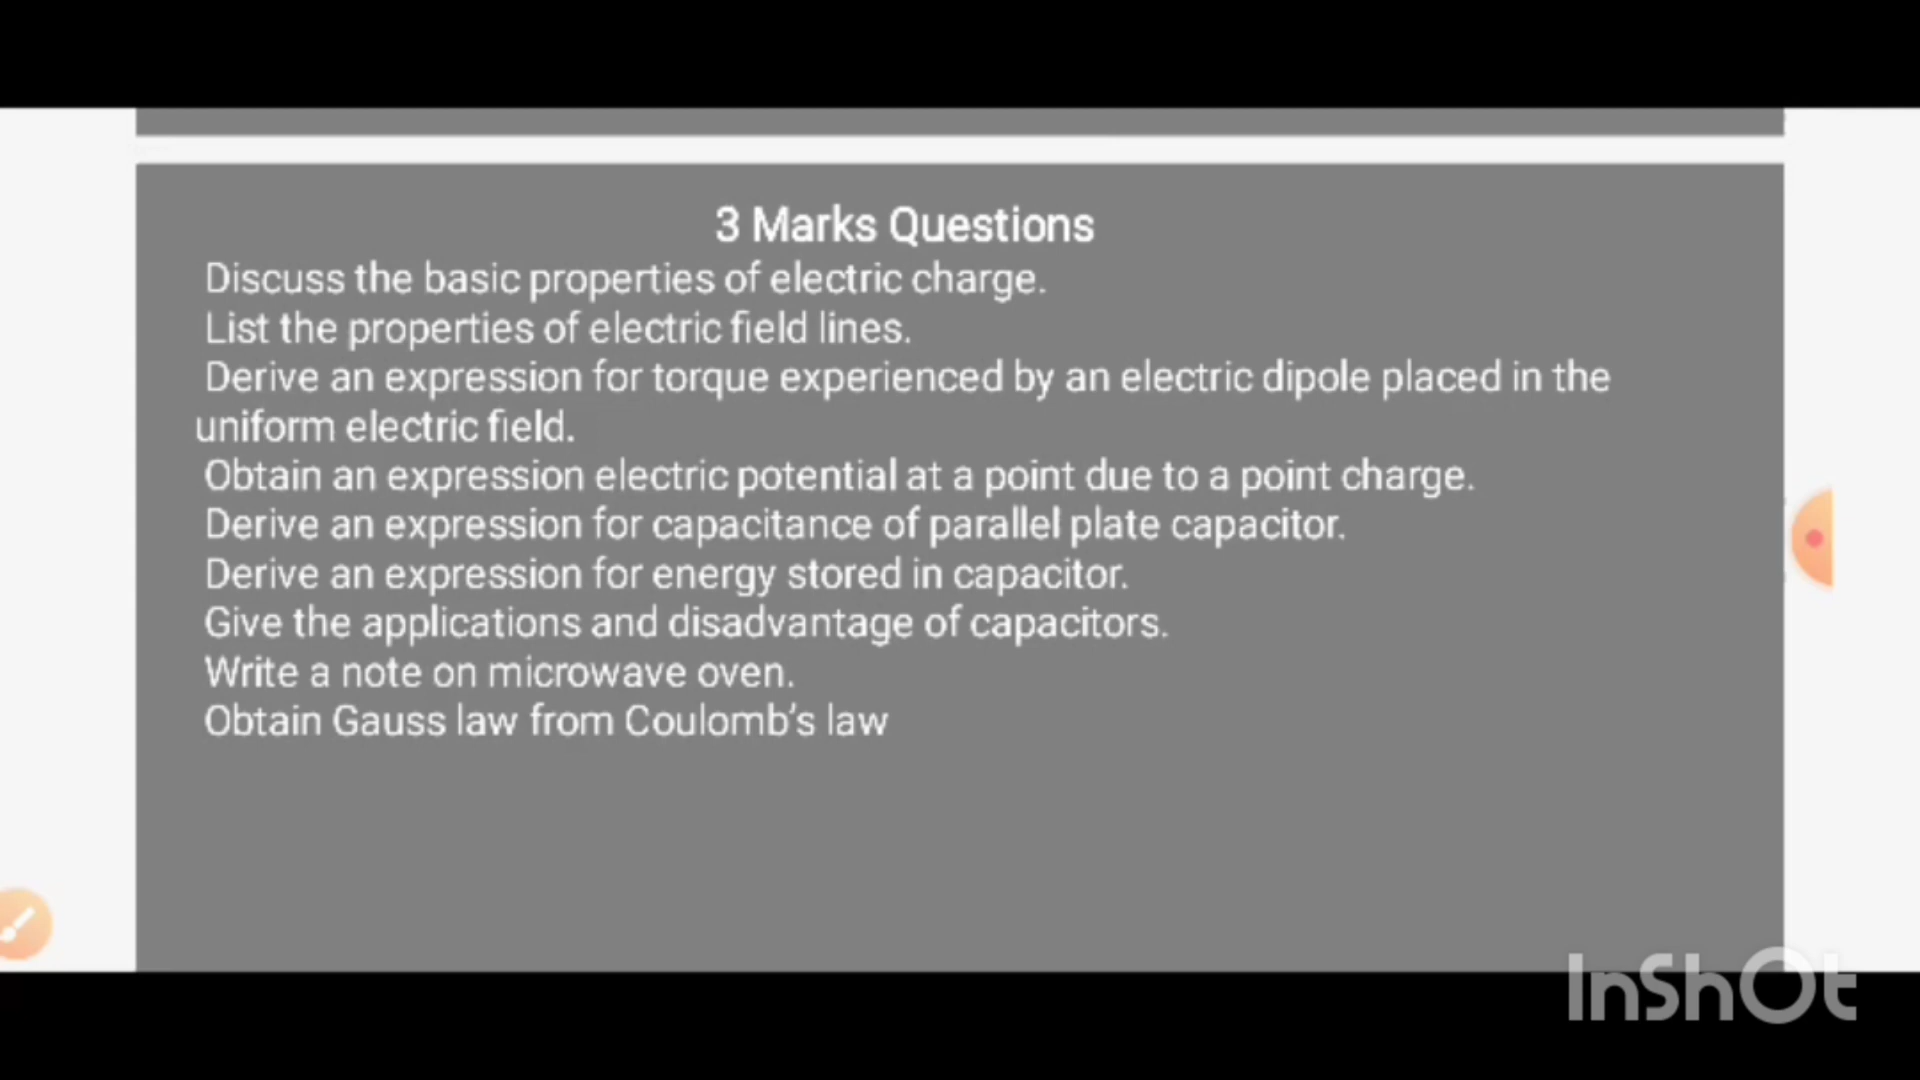 3 Marks Questions
Discuss the basic properties of electric charge.
List the properties of electric field lines.
Derive an expression for torque experienced by an electric dipole placed in the
uniform electric field.
Obtain an expression electric potential at a point due to a point charge.
Derive an expression for capacitance of parallel plate capacitor.
Derive an expression for energy stored in capacitor.
Give the applications and disadvantage of capacitors.
Write a note on microwave oven.
Obtain Gauss law from Coulomb’s law
InShOt